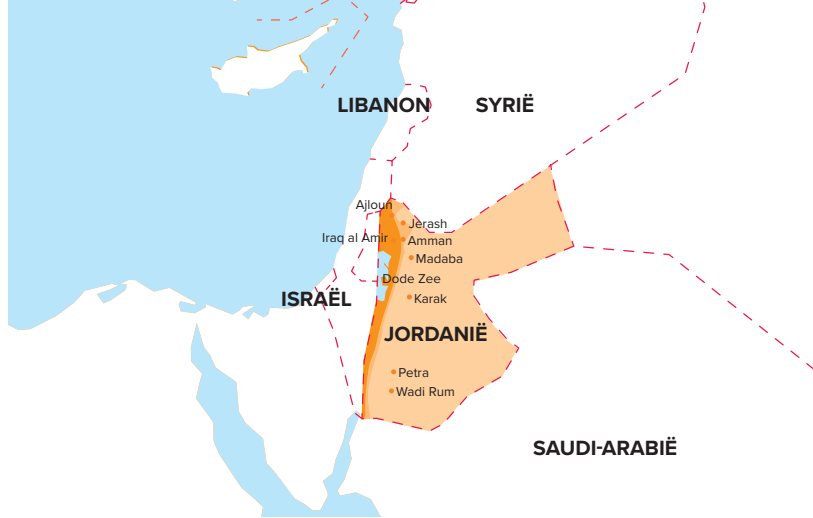 LIBANON
SYRIË
Ajloun
Jerash
Iraq al Amir
Amman
Madaba
Dode Zee
ISRAËL
Karak
JORDANIË
Petra
Wadi Rum
SAUDI-ARABIË